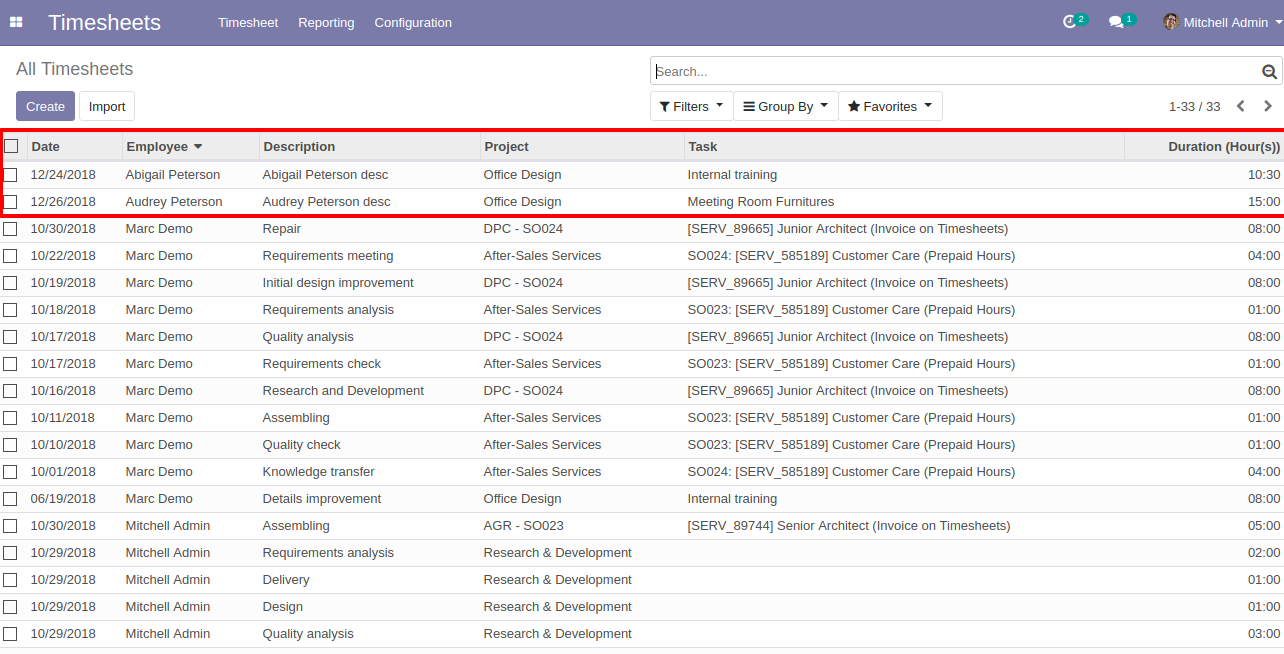 Timesheets Timesheet Reporting Configuration 2 1 Mitchell Admin
All Timesheets Search...
Create Import Filters Group By Favorites 1-33 / 33
Date Employee Description Project Task Duration (Hour(s))
12/24/2018 Abigail Peterson Abigail Peterson desc Office Design Internal training 10:30
12/26/2018 Audrey Peterson Audrey Peterson desc Office Design Meeting Room Furnitures 15:00
10/30/2018 Marc Demo Repair DPC - SO024 [SERV_89665] Junior Architect (Invoice on Timesheets) 08:00
10/22/2018 Marc Demo Requirements meeting After-Sales Services SO024: [SERV_585189] Customer Care (Prepaid Hours) 04:00
10/19/2018 Marc Demo Initial design improvement DPC - SO024 [SERV_89665] Junior Architect (Invoice on Timesheets) 08:00
10/18/2018 Marc Demo Requirements analysis After-Sales Services SO023: [SERV_585189] Customer Care (Prepaid Hours) 01:00
10/17/2018 Marc Demo Quality analysis DPC - SO024 [SERV_89665] Junior Architect (Invoice on Timesheets) 08:00
10/17/2018 Marc Demo Requirements check After-Sales Services SO023: [SERV_585189] Customer Care (Prepaid Hours) 01:00
10/16/2018 Marc Demo Research and Development DPC - SO024 [SERV_89665] Junior Architect (Invoice on Timesheets) 08:00
10/11/2018 Marc Demo Assembling After-Sales Services SO023: [SERV_585189] Customer Care (Prepaid Hours) 01:00
10/10/2018 Marc Demo Quality check After-Sales Services SO023: [SERV_585189] Customer Care (Prepaid Hours) 01:00
10/01/2018 Marc Demo Knowledge transfer After-Sales Services SO024: [SERV_585189] Customer Care (Prepaid Hours) 04:00
06/19/2018 Marc Demo Details improvement Office Design Internal training 08:00
10/30/2018 Mitchell Admin Assembling AGR - SO023 [SERV_89744] Senior Architect (Invoice on Timesheets) 05:00
10/29/2018 Mitchell Admin Requirements analysis Research & Development 02:00
10/29/2018 Mitchell Admin Delivery Research & Development 01:00
10/29/2018 Mitchell Admin Design Research & Development 01:00
10/29/2018 Mitchell Admin Quality analysis Research & Development 03:00